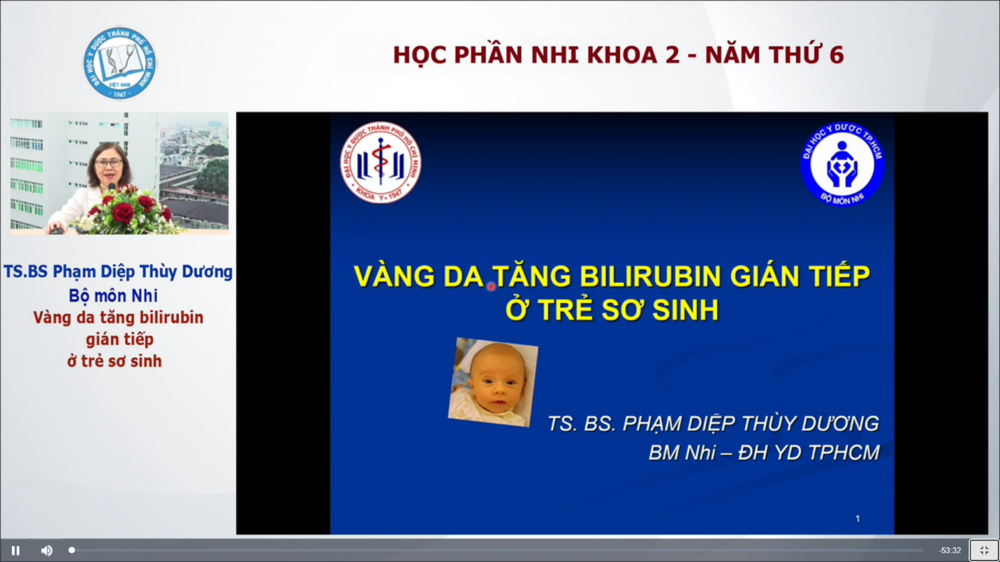 ĐẠI HỌC Y DƯỢC THÀNH PHỐ HỒ CHÍ MINH
VIỆT NAM
1947
HỌC PHẦN NHI KHOA 2 - NĂM THỨ 6
TS.BS Phạm Diệp Thùy Dương
Bộ môn Nhi
Vàng da tăng bilirubin
gián tiếp
ở trẻ sơ sinh
ĐẠI HỌC Y DƯỢC THÀNH PHỐ HỒ CHÍ MINH
KHOA Y • 1947
ĐẠI HỌC Y DƯỢC TP.HCM
BỘ MÔN NHI
VÀNG DA TĂNG BILIRUBIN GIÁN TIẾP
Ở TRẺ SƠ SINH
TS. BS. PHẠM DIỆP THÙY DƯƠNG
BM Nhi – ĐH YD TPHCM
1
-53:32